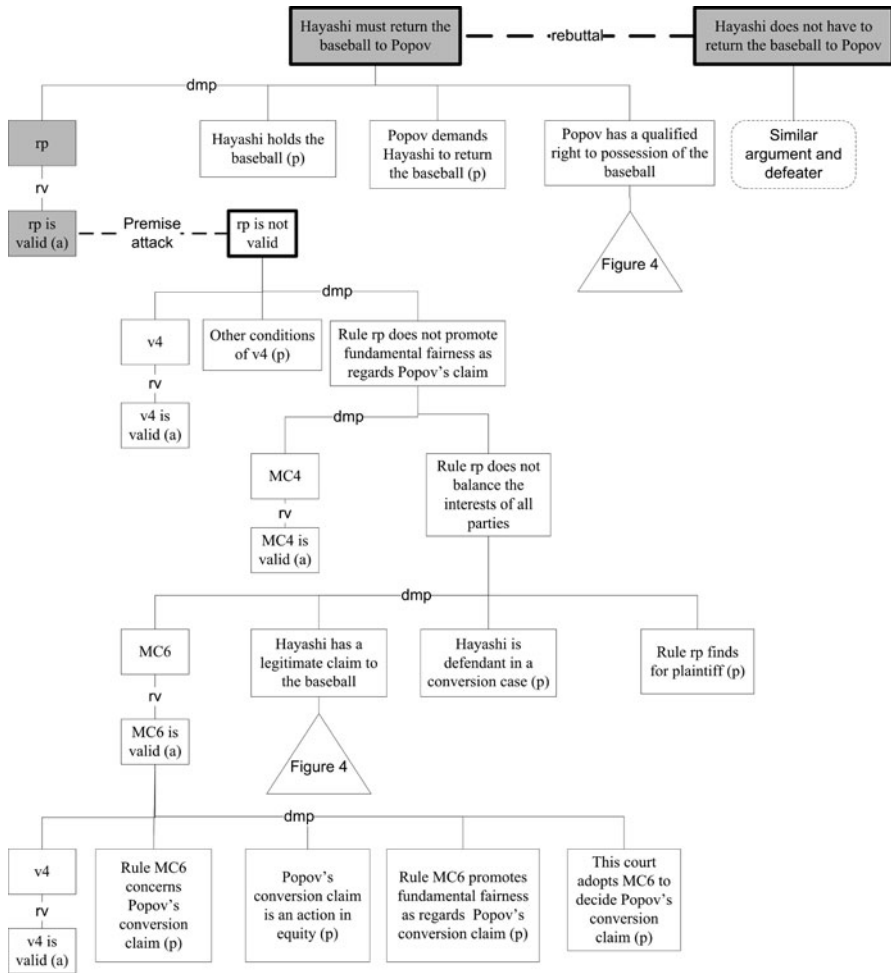 Hayashi must return the
baseball to Popov
rebuttal
Hayashi does not have to
return the baseball to Popov
dmp
rp
Hayashi holds the
baseball (p)
Popov demands
Hayashi to return
the baseball (p)
Popov has a qualified
right to possession of the
baseball
Similar
argument and
defeater
rv
rp is
valid (a)
Premise
attack
rp is not
valid
Figure 4
dmp
v4
Other conditions
of v4 (p)
Rule rp does not promote
fundamental fairness as
regards Popov's claim
rv
v4 is
valid (a)
dmp
MC4
Rule rp does not
balance the
interests of all
parties
rv
MC4 is
valid (a)
dmp
MC6
Hayashi has a
legitimate claim to
the baseball
Hayashi is
defendant in a
conversion case (p)
Rule rp finds
for plaintiff (p)
rv
MC6 is
valid (a)
Figure 4
dmp
v4
Rule MC6
concerns
Popov's
conversion
claim (p)
Popov's
conversion claim
is an action in
equity (p)
Rule MC6 promotes
fundamental fairness
as regards Popov's
conversion claim (p)
This court
adopts MC6 to
decide Popov's
conversion
claim (p)
rv
v4 is
valid (a)